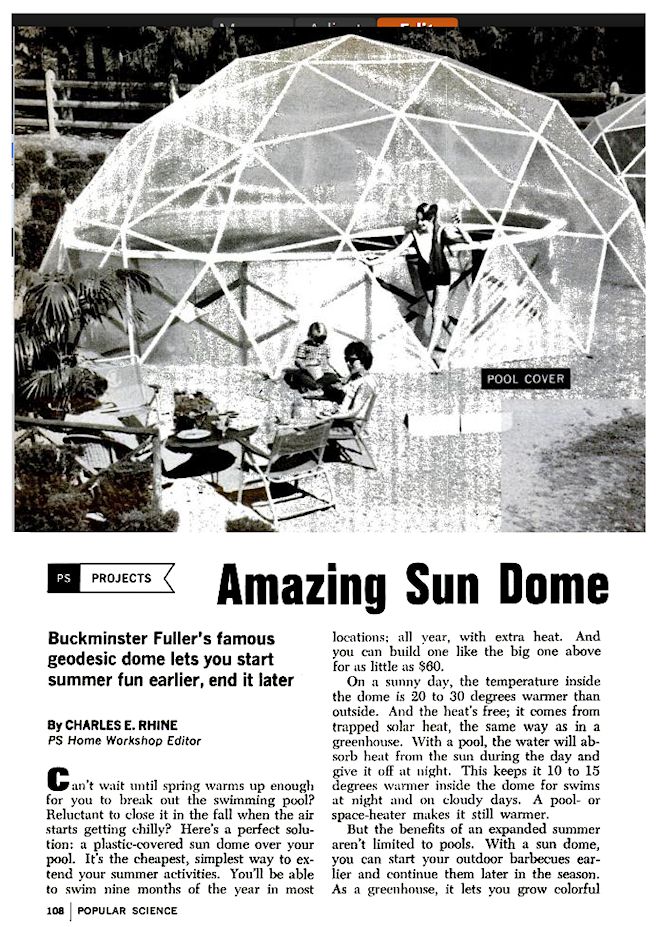 POOL COVER
PS PROJECTS
Amazing Sun Dome
Buckminster Fuller's famous
geodesic dome lets you start
summer fun earlier, end it later
By CHARLES E. RHINE
PS Home Workshop Editor
Can't wait until spring warms up enough
for you to break out the swimming pool?
Reluctant to close it in the fall when the air
starts getting chilly? Here's a perfect solu-
tion: a plastic-covered sun dome over your
pool. It's the cheapest, simplest way to ex-
tend your summer activities. You'll be able
to swim nine months of the year in most
locations; all year, with extra heat. And
you can build one like the big one above
for as little as $60.
On a sunny day, the temperature inside
the dome is 20 to 30 degrees warmer than
outside. And the heat's free; it comes from
trapped solar heat, the same way as in a
greenhouse. With a pool, the water will ab-
sorb heat from the sun during the day and
give it off at night. This keeps it 10 to 15
degrees warmer inside the dome for swims
at night and on cloudy days. A pool- or
space-heater makes it still warmer.
But the benefits of an expanded summer
aren't limited to pools. With a sun dome,
you can start your outdoor barbecues ear-
lier and continue them later in the season.
As a greenhouse, it lets you grow colorful
108 | POPULAR SCIENCE